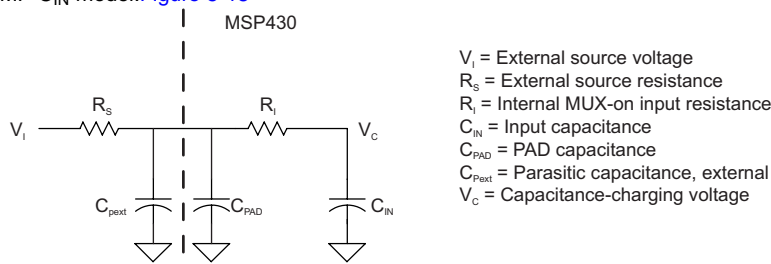 MSP430
V_I = External source voltage
R_S = External source resistance
R_I = Internal MUX-on input resistance
C_IN = Input capacitance
C_PAD = PAD capacitance
C_Pext = Parasitic capacitance, external
V_C = Capacitance-charging voltage
R_S R_I
V_I V_C
C_pext C_PAD C_IN